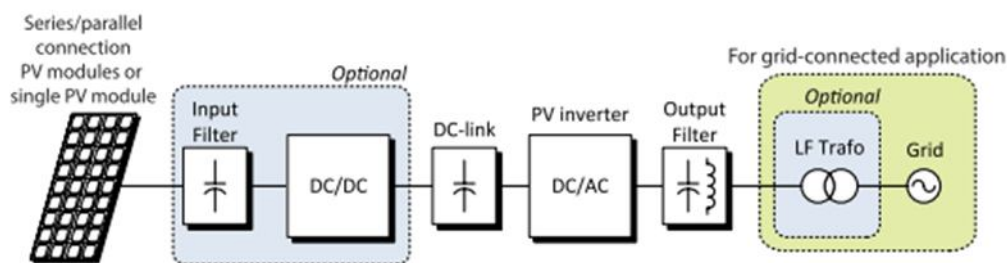 Series/parallel
connection
PV modules or
single PV module
Optional
Input
Filter
DC/DC
DC-link
PV inverter
DC/AC
Output
Filter
For grid-connected application
Optional
LF Trafo
Grid